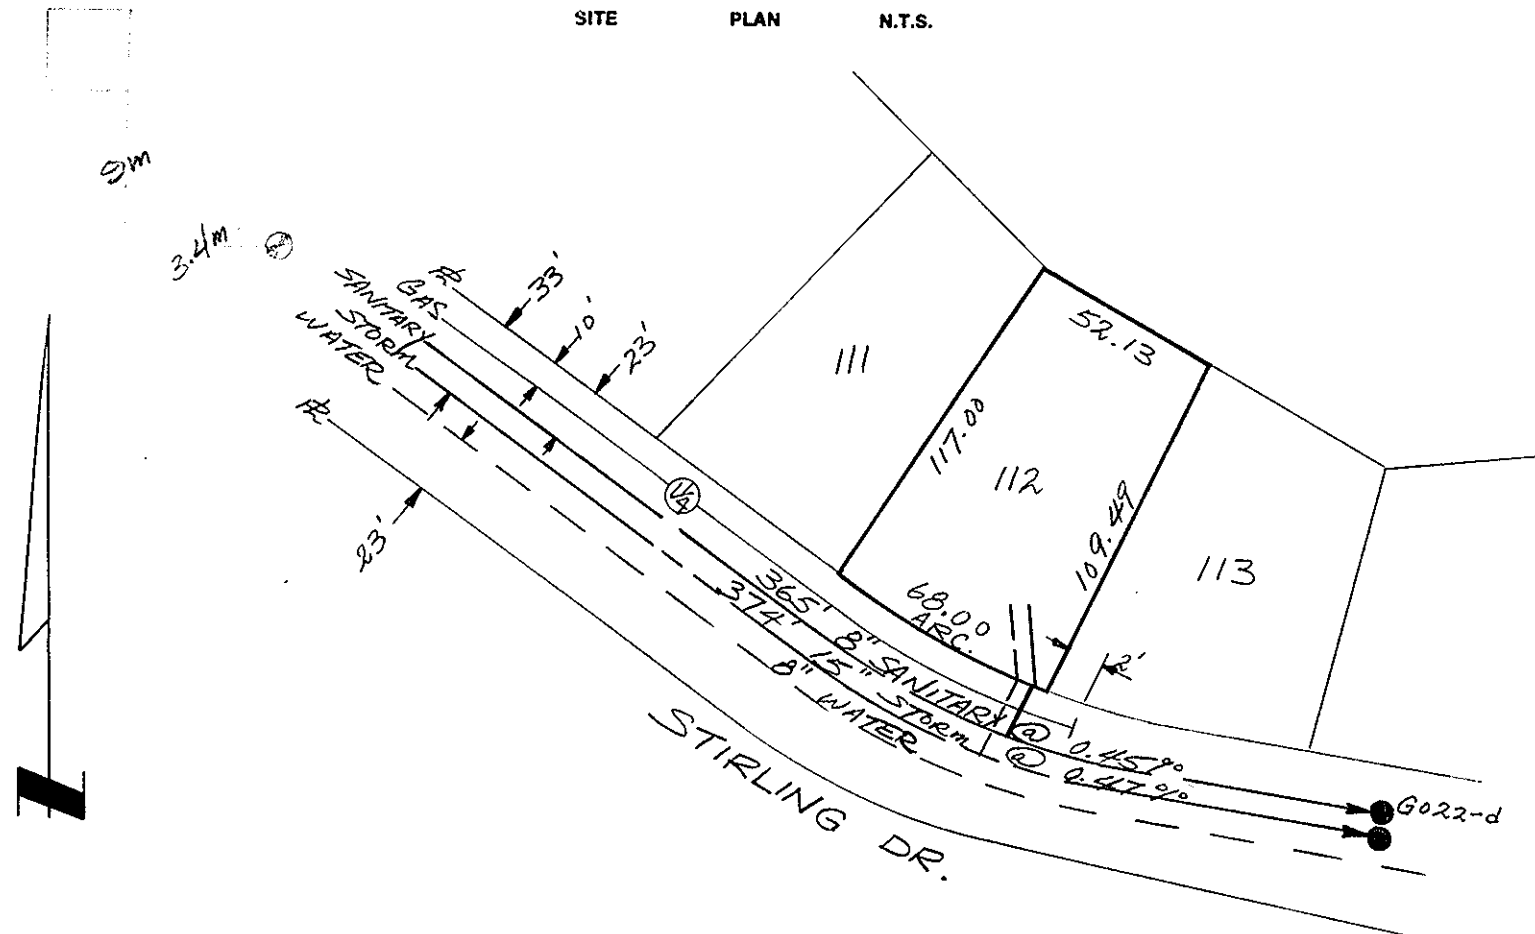 SITE PLAN N.T.S.
9m
3.4m
33'
10'
23'
GAS
SANITARY
STORM
WATER
23'
111
52.13
117.00
112
109.49
113
68.00
ARC.
2'
365' 8" SANITARY @ 0.45%
374' 15" STORM @ 0.47%
8" WATER
STIRLING DR.
G022-d